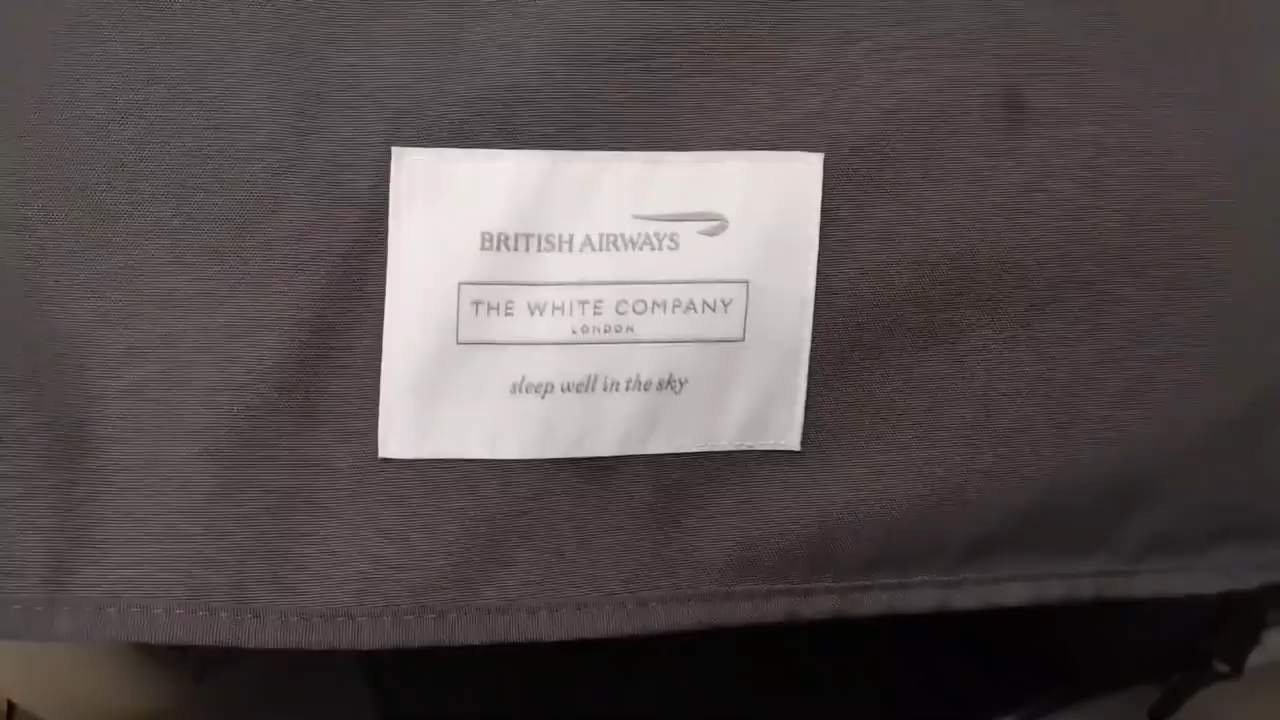 BRITISH AIRWAYS
THE WHITE COMPANY
LONDON
sleep well in the sky